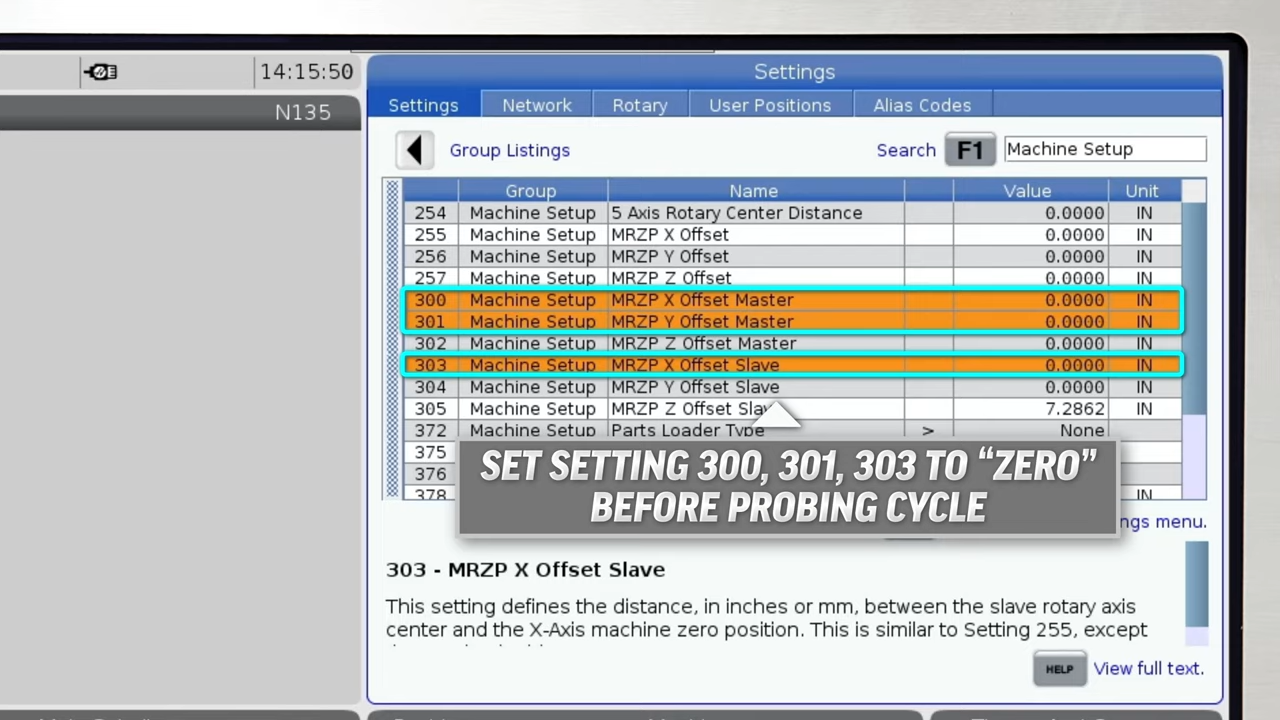 14:15:50
N135
Settings
Settings Network Rotary User Positions Alias Codes
Group Listings
Search F1 Machine Setup
Group Name Value Unit
254 Machine Setup 5 Axis Rotary Center Distance 0.0000 IN
255 Machine Setup MRZP X Offset 0.0000 IN
256 Machine Setup MRZP Y Offset 0.0000 IN
257 Machine Setup MRZP Z Offset 0.0000 IN
300 Machine Setup MRZP X Offset Master 0.0000 IN
301 Machine Setup MRZP Y Offset Master 0.0000 IN
302 Machine Setup MRZP Z Offset Master 0.0000 IN
303 Machine Setup MRZP X Offset Slave 0.0000 IN
304 Machine Setup MRZP Y Offset Slave 0.0000 IN
305 Machine Setup MRZP Z Offset 7.2862 IN
372 Machine Setup Parts Loader Type > None
375
376
378 IN
SET SETTING 300, 301, 303 TO “ZERO”
BEFORE PROBING CYCLE
menu.
303 - MRZP X Offset Slave
This setting defines the distance, in inches or mm, between the slave rotary axis
center and the X-Axis machine zero position. This is similar to Setting 255, except
HELP View full text.